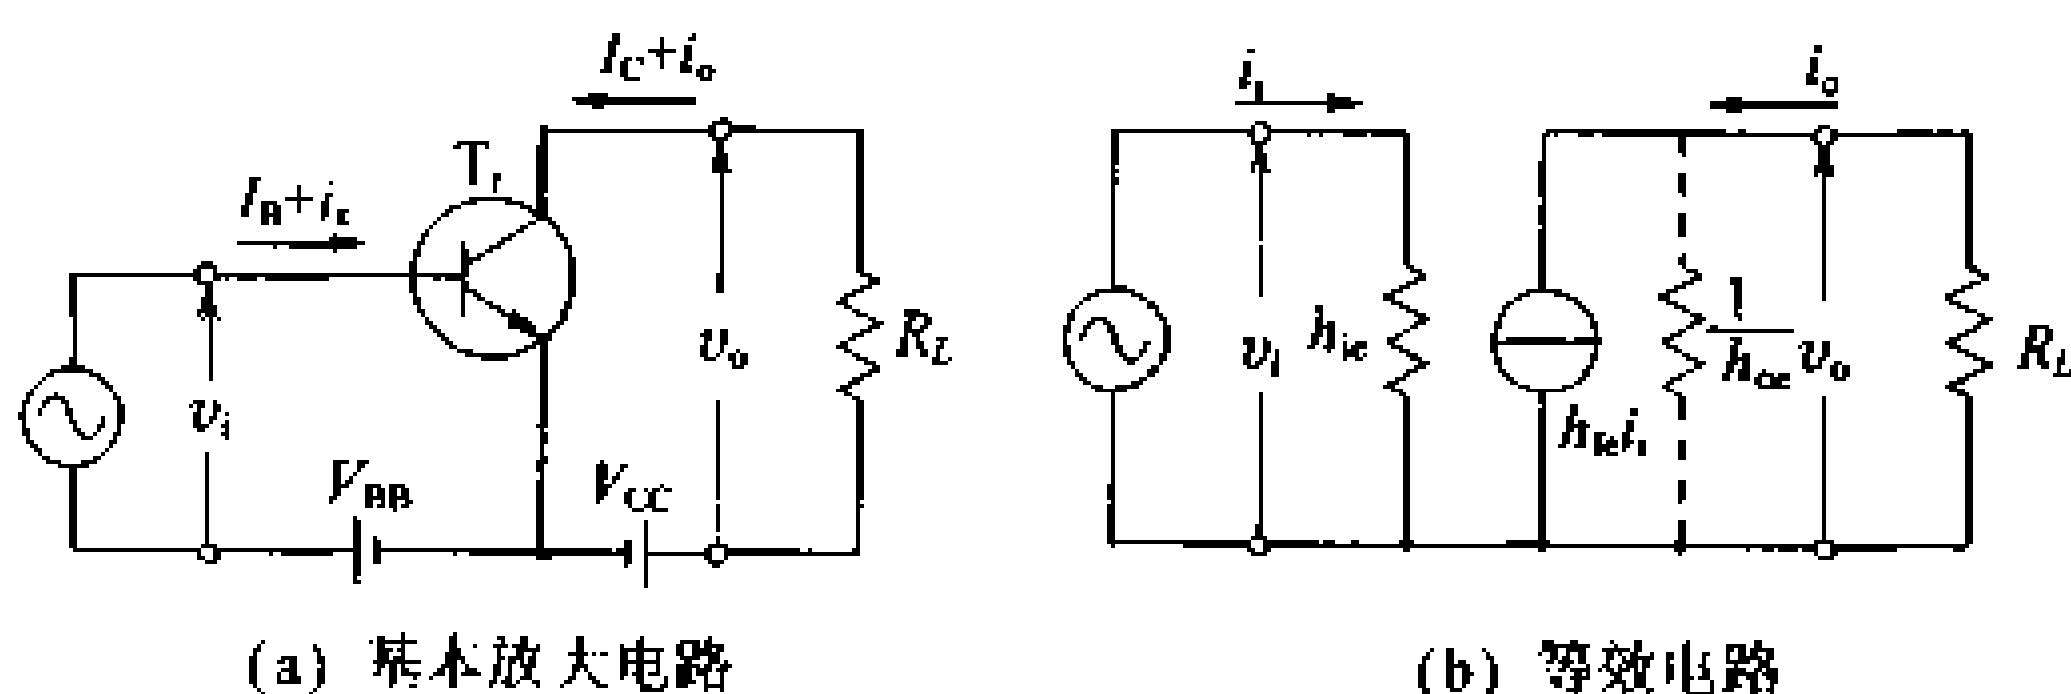 I_C+i_o
T_r
I_B+i_i
v_i
v_o
R_L
V_BB
V_CC
(a) 基本放大电路
i_i
i_o
v_i
h_ie
h_fe i_i
1/h_oe
v_o
R_L
(b) 等效电路